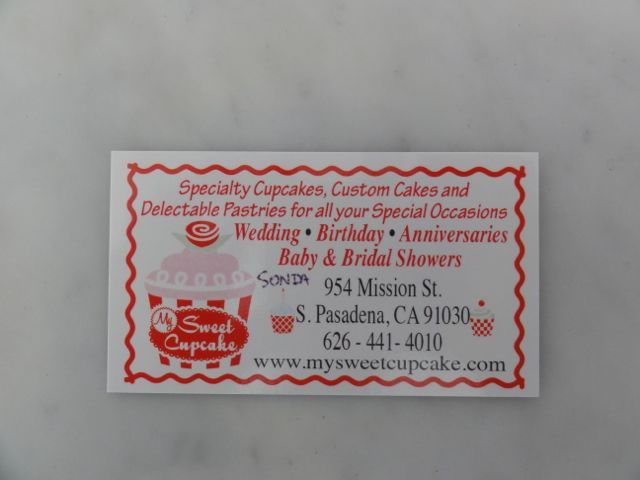 Specialty Cupcakes, Custom Cakes and
Delectable Pastries for all your Special Occasions
Wedding • Birthday • Anniversaries
Baby & Bridal Showers
SONDA
954 Mission St.
S. Pasadena, CA 91030
626 - 441- 4010
www.mysweetcupcake.com
My Sweet
Cupcake